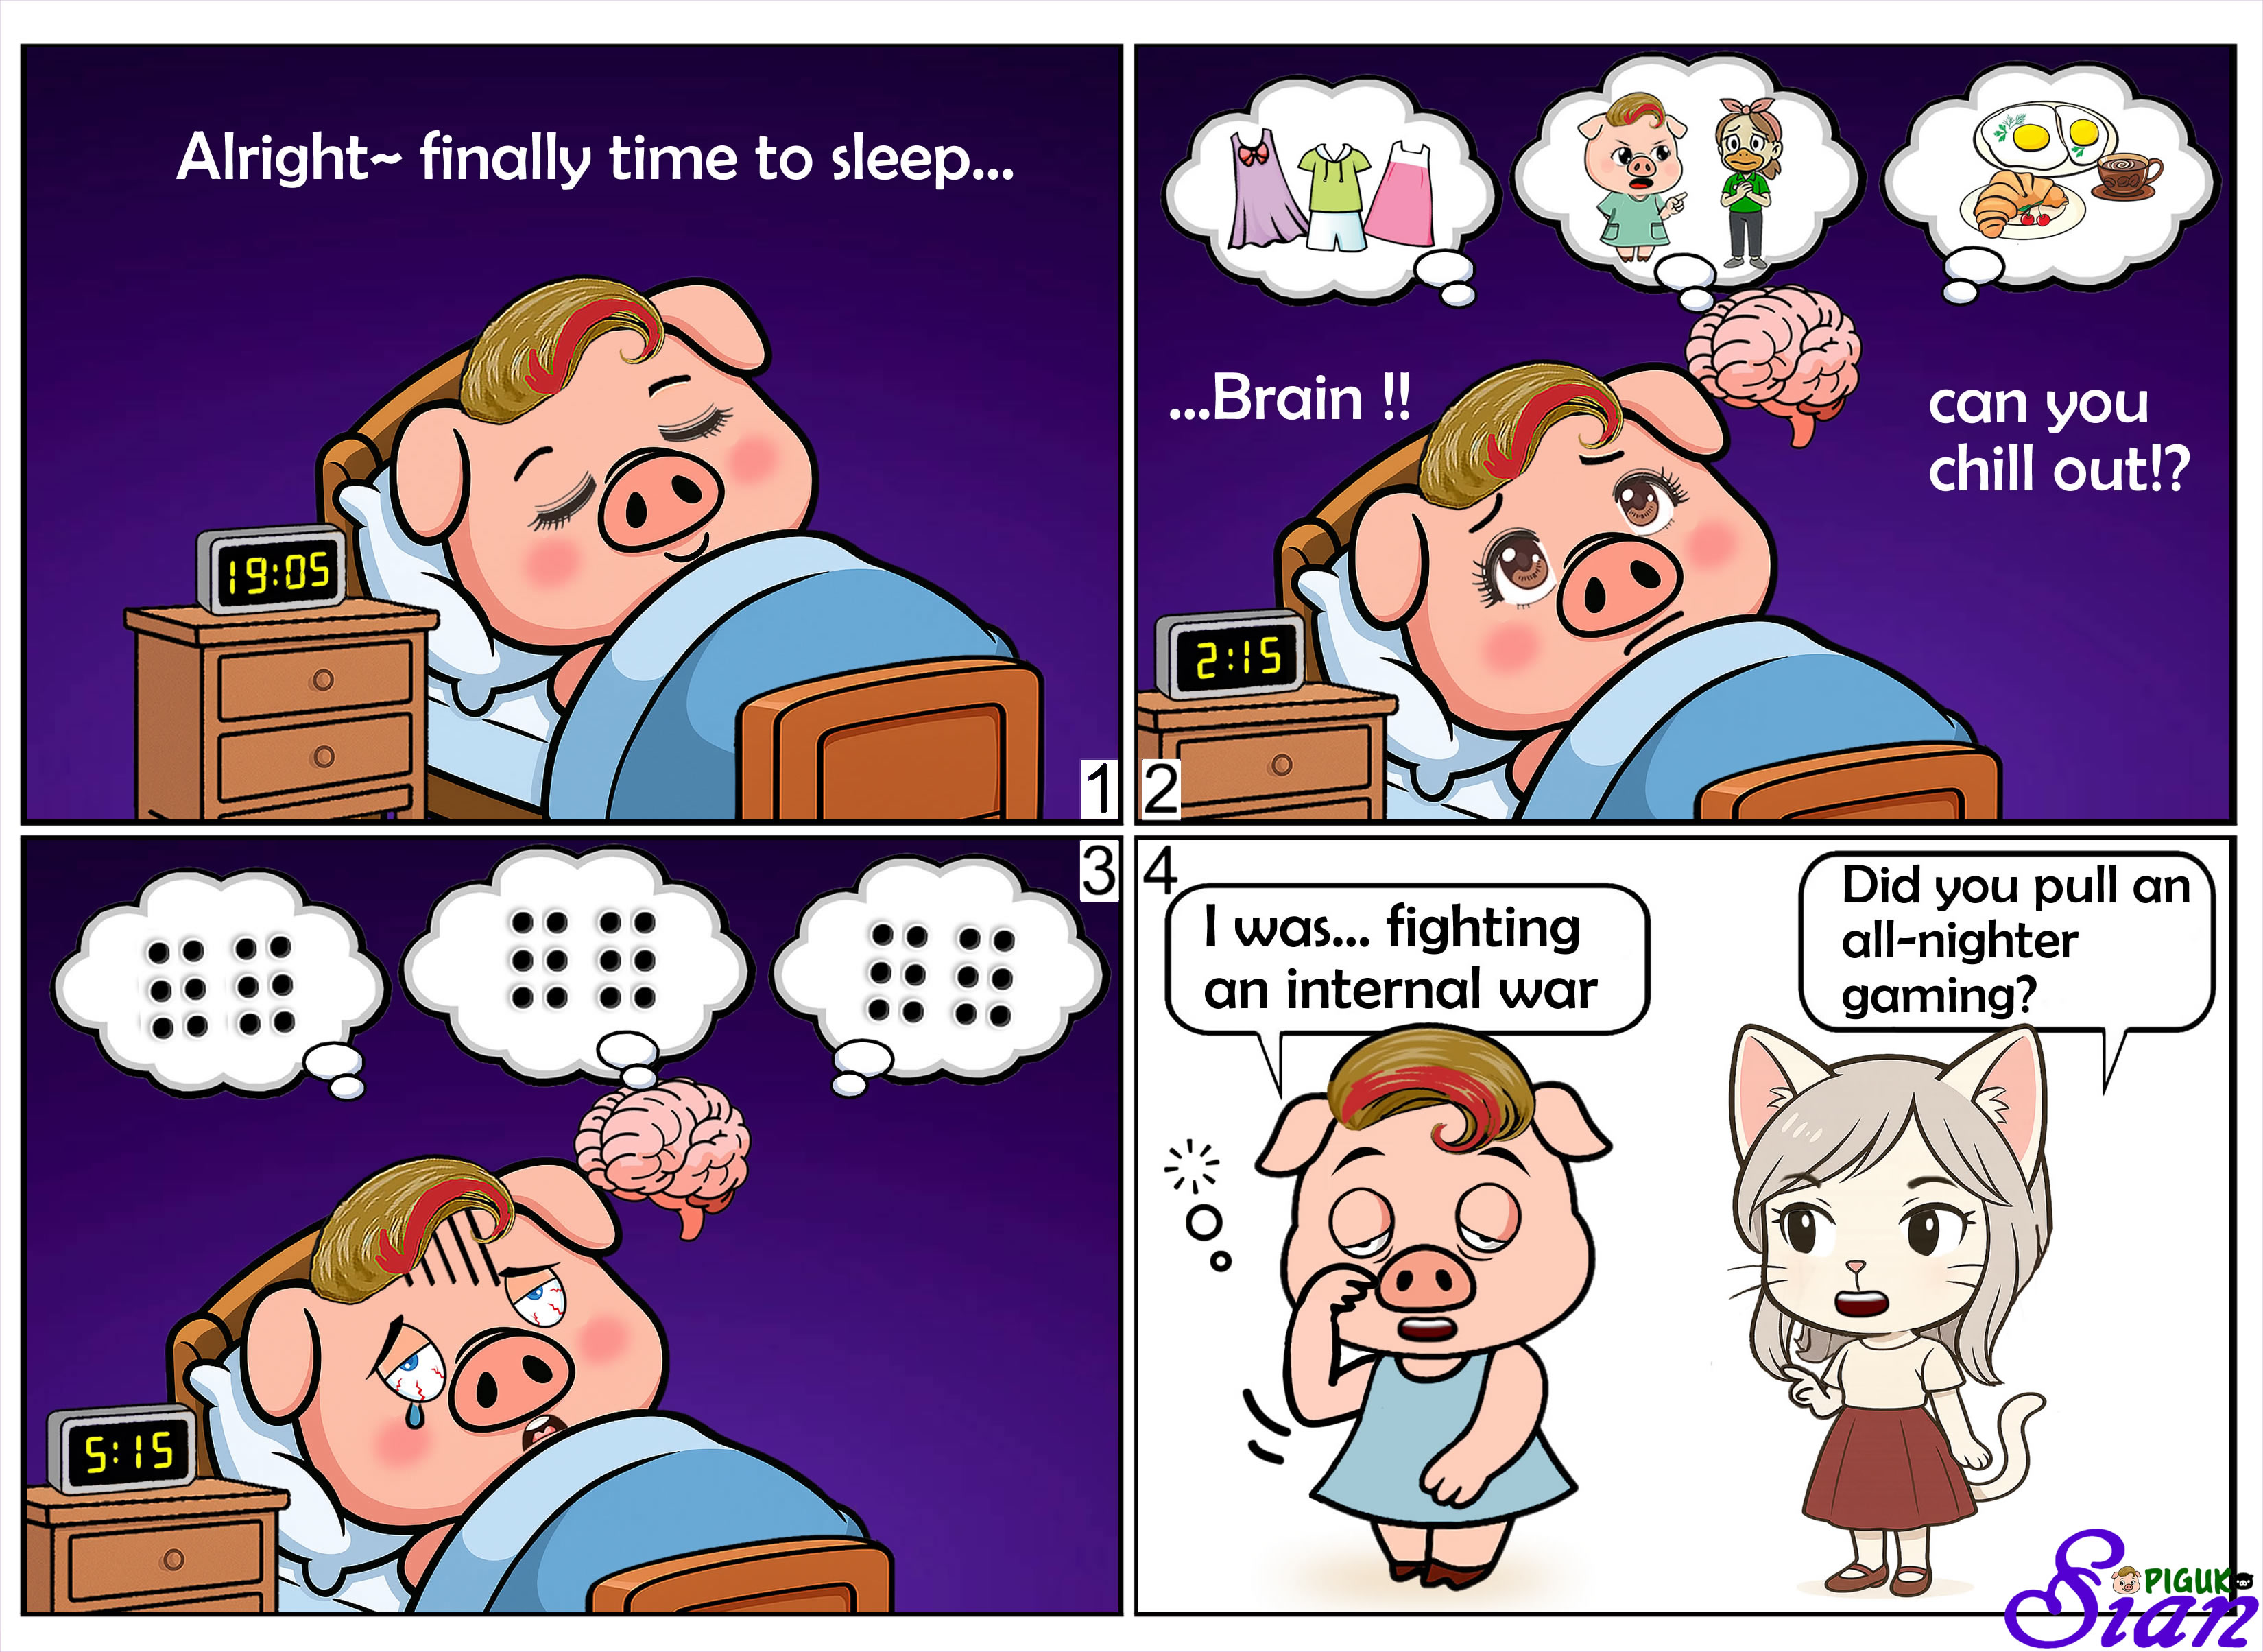 Alright~ finally time to sleep...
19:05
1
...Brain !!
can you
chill out!?
2:15
2
3
5:15
4
I was... fighting
an internal war
Did you pull an
all-nighter
gaming?
PIGUK
Sian